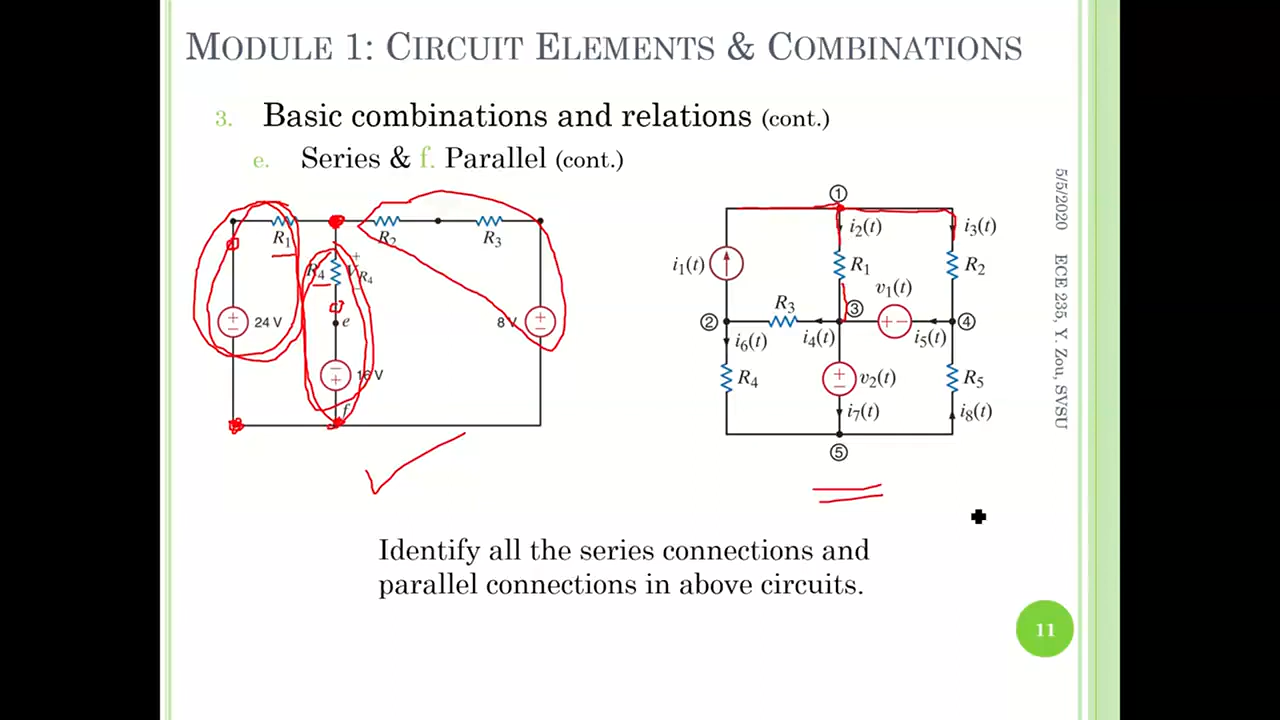 MODULE 1: CIRCUIT ELEMENTS & COMBINATIONS
3. Basic combinations and relations (cont.)
e. Series & f. Parallel (cont.)
R1
R2
R3
R4
+
VR4
−
e
+
−
24 V
8 V
+
−
−
+
16 V
f
①
i2(t)
i3(t)
i1(t)
R1
R2
v1(t)
R3
③
②
+ −
④
i6(t)
i4(t)
i5(t)
R4
+
−
v2(t)
R5
i7(t)
i8(t)
⑤
5/5/2020 ECE 235, Y. Zou, SVSU
Identify all the series connections and
parallel connections in above circuits.
11